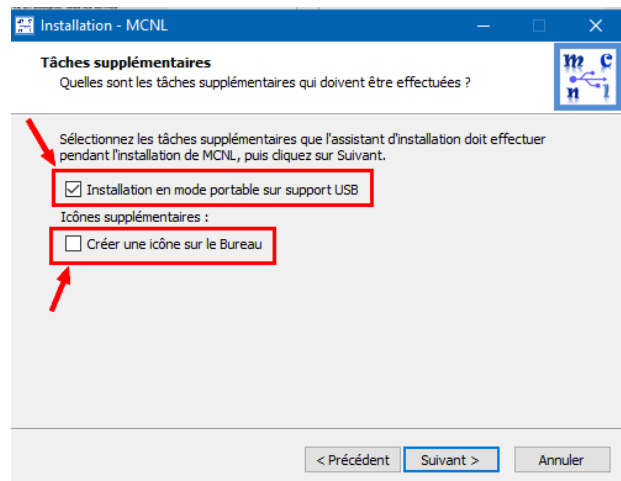 Installation - MCNL
Tâches supplémentaires
Quelles sont les tâches supplémentaires qui doivent être effectuées ?
m c
n l
Sélectionnez les tâches supplémentaires que l'assistant d'installation doit effectuer
pendant l'installation de MCNL, puis cliquez sur Suivant.
Installation en mode portable sur support USB
Icônes supplémentaires :
Créer une icône sur le Bureau
< Précédent
Suivant >
Annuler